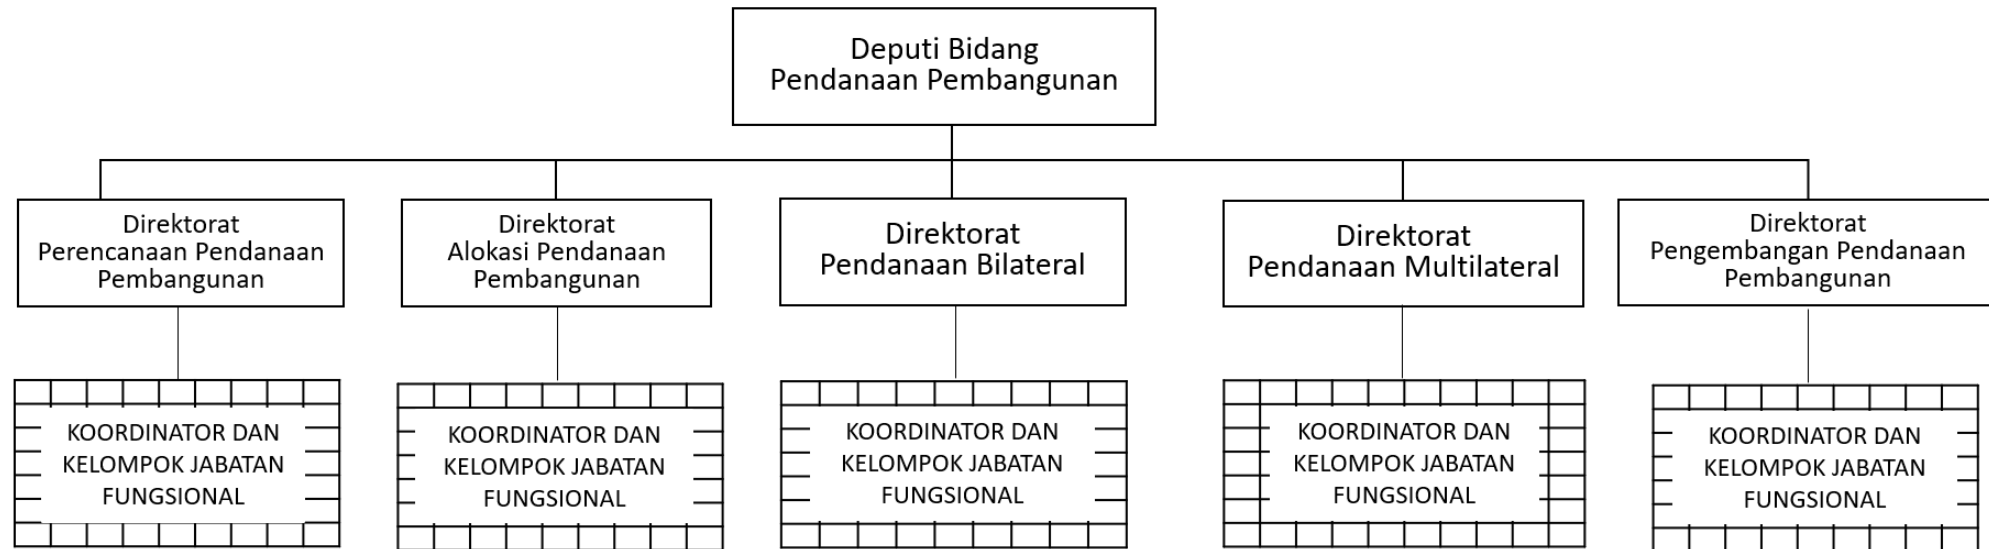 Deputi Bidang
Pendanaan Pembangunan
Direktorat
Perencanaan Pendanaan
Pembangunan
Direktorat
Alokasi Pendanaan
Pembangunan
Direktorat
Pendanaan Bilateral
Direktorat
Pendanaan Multilateral
Direktorat
Pengembangan Pendanaan
Pembangunan
KOORDINATOR DAN
KELOMPOK JABATAN
FUNGSIONAL
KOORDINATOR DAN
KELOMPOK JABATAN
FUNGSIONAL
KOORDINATOR DAN
KELOMPOK JABATAN
FUNGSIONAL
KOORDINATOR DAN
KELOMPOK JABATAN
FUNGSIONAL
KOORDINATOR DAN
KELOMPOK JABATAN
FUNGSIONAL